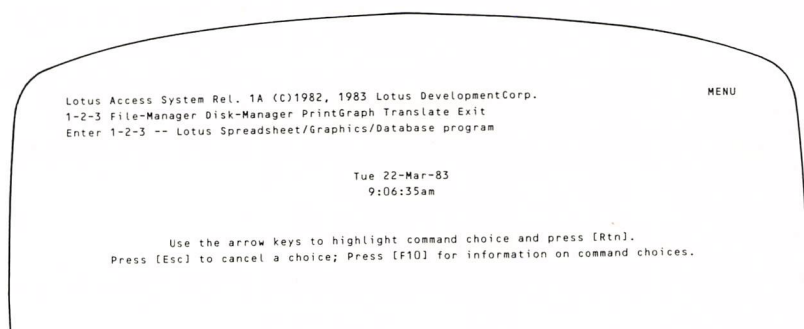 Lotus Access System Rel. 1A (C)1982, 1983 Lotus DevelopmentCorp. MENU
1-2-3 File-Manager Disk-Manager PrintGraph Translate Exit
Enter 1-2-3 -- Lotus Spreadsheet/Graphics/Database program
Tue 22-Mar-83
9:06:35am
Use the arrow keys to highlight command choice and press [Rtn].
Press [Esc] to cancel a choice; Press [F10] for information on command choices.